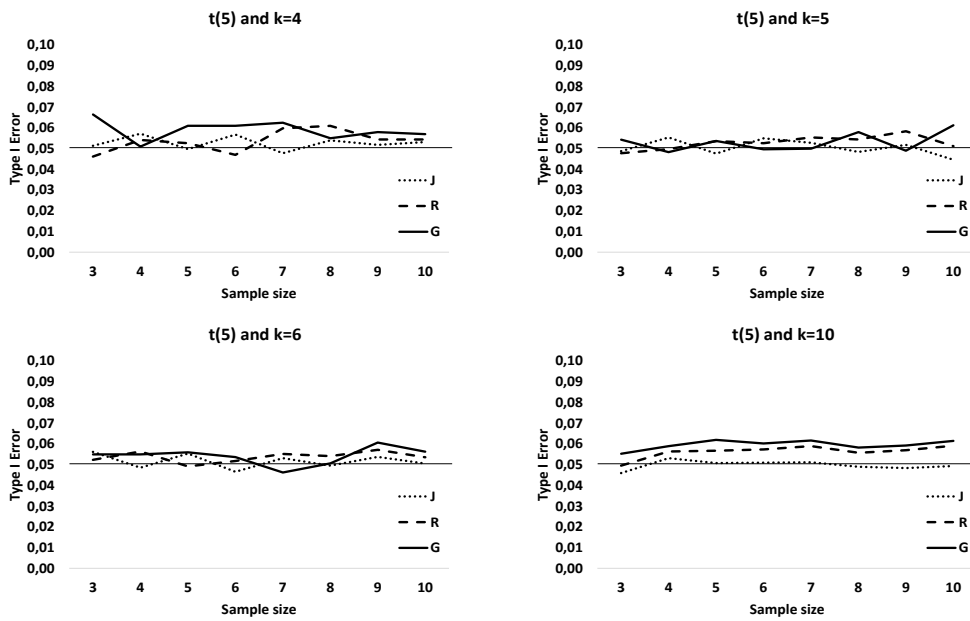 t(5) and k=4
0,10
0,09
0,08
0,07
0,06
0,05
0,04
0,03
0,02
0,01
0,00
Type I Error
J
R
G
3 4 5 6 7 8 9 10
Sample size
t(5) and k=5
0,10
0,09
0,08
0,07
0,06
0,05
0,04
0,03
0,02
0,01
0,00
Type I Error
J
R
G
3 4 5 6 7 8 9 10
Sample size
t(5) and k=6
0,10
0,09
0,08
0,07
0,06
0,05
0,04
0,03
0,02
0,01
0,00
Type I Error
J
R
G
3 4 5 6 7 8 9 10
Sample size
t(5) and k=10
0,10
0,09
0,08
0,07
0,06
0,05
0,04
0,03
0,02
0,01
0,00
Type I Error
J
R
G
3 4 5 6 7 8 9 10
Sample size